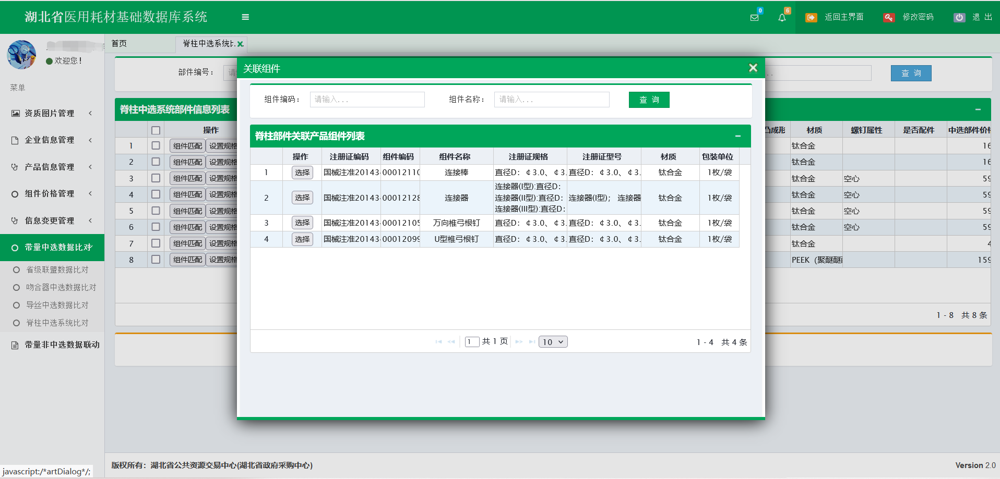 湖北省医用耗材基础数据库系统
0
6
返回主界面
修改密码
退 出
欢迎您！
首页
脊柱中选系统比.
菜单
资质图片管理
企业信息管理
产品信息管理
组件价格管理
信息变更管理
带量中选数据比对
省级联盟数据比对
吻合器中选数据比对
导丝中选数据比对
脊柱中选系统比对
带量非中选数据联动
部件编号：
查 询
脊柱中选系统部件信息列表
操作 材质 螺钉属性 是否配件 中选部件价格
1 组件匹配 设置规格 钛合金 16
2 组件匹配 设置规格 钛合金 16
3 组件匹配 设置规格 钛合金 空心 59
4 组件匹配 设置规格 钛合金 空心 59
5 组件匹配 设置规格 钛合金 空心 59
6 组件匹配 设置规格 钛合金 空心 59
7 组件匹配 设置规格 钛合金 4
8 组件匹配 设置规格 PEEK（聚醚醚 159
1 - 8 共 8 条
关联组件
组件编码： 请输入... 组件名称： 请输入... 查 询
脊柱部件关联产品组件列表
操作 注册证编码 组件编码 组件名称 注册证规格 注册证型号 材质 包装单位
1 选择 国械注准20143 00012110 连接棒 直径D：￠3.0、￠3. 直径D：￠3.0、￠3. 钛合金 1枚/袋
2 选择 国械注准20143 00012128 连接器 连接器(I型):直径D： 连接器(I型)； 连接器 钛合金 1枚/袋
连接器(II型):直径D：
连接器(III型):直径D：
3 选择 国械注准20143 00012105 万向椎弓根钉 直径D：￠3.0、￠3. 直径D：￠3.0、￠3. 钛合金 1枚/袋
4 选择 国械注准20143 00012099 U型椎弓根钉 直径D：￠3.0、￠3. 直径D：￠3.0、￠3. 钛合金 1枚/袋
1 共 1 页 10
1 - 4 共 4 条
版权所有：湖北省公共资源交易中心(湖北省政府采购中心)
Version 2.0
javascript:/*artDialog*/;